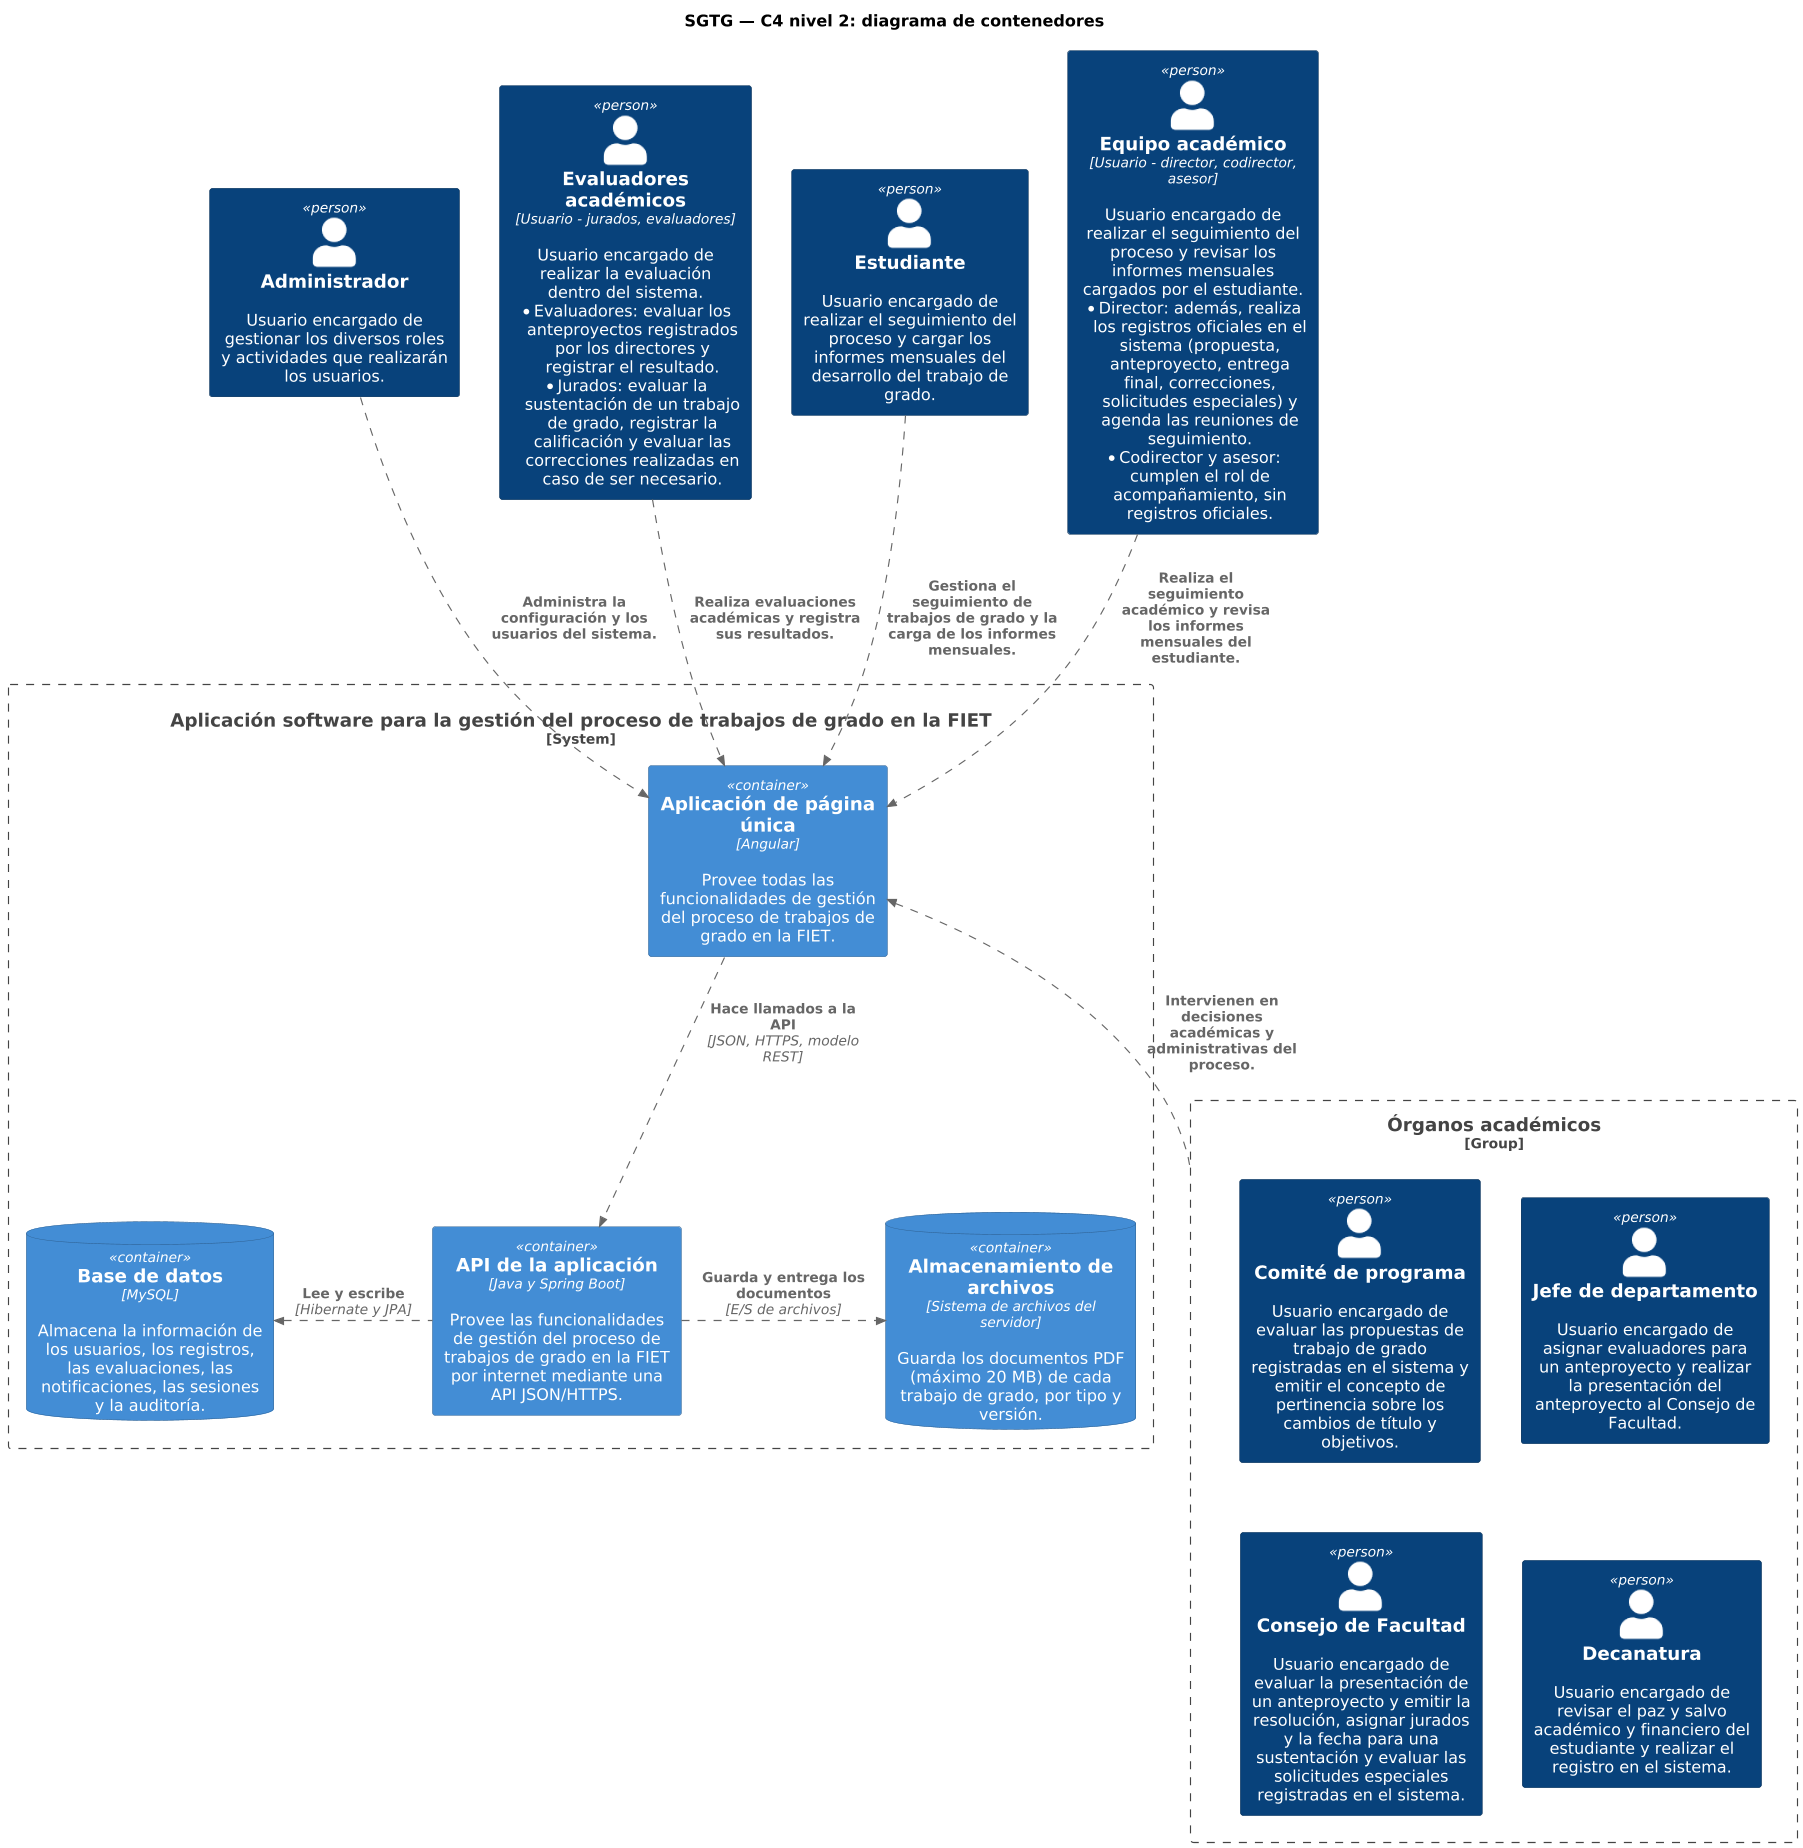 SGTG — C4 nivel 2: diagrama de contenedores
«person»
Administrador
Usuario encargado de
gestionar los diversos roles
y actividades que realizarán
los usuarios.
«person»
Evaluadores
académicos
[Usuario - jurados, evaluadores]
Usuario encargado de
realizar la evaluación
dentro del sistema.
• Evaluadores: evaluar los
anteproyectos registrados
por los directores y
registrar el resultado.
• Jurados: evaluar la
sustentación de un trabajo
de grado, registrar la
calificación y evaluar las
correcciones realizadas en
caso de ser necesario.
«person»
Estudiante
Usuario encargado de
realizar el seguimiento del
proceso y cargar los
informes mensuales del
desarrollo del trabajo de
grado.
«person»
Equipo académico
[Usuario - director, codirector,
asesor]
Usuario encargado de
realizar el seguimiento del
proceso y revisar los
informes mensuales
cargados por el estudiante.
• Director: además, realiza
los registros oficiales en el
sistema (propuesta,
anteproyecto, entrega
final, correcciones,
solicitudes especiales) y
agenda las reuniones de
seguimiento.
• Codirector y asesor:
cumplen el rol de
acompañamiento, sin
registros oficiales.
Administra la
configuración y los
usuarios del sistema.
Realiza evaluaciones
académicas y registra
sus resultados.
Gestiona el
seguimiento de
trabajos de grado y la
carga de los informes
mensuales.
Realiza el
seguimiento
académico y revisa
los informes
mensuales del
estudiante.
Aplicación software para la gestión del proceso de trabajos de grado en la FIET
[System]
«container»
Aplicación de página
única
[Angular]
Provee todas las
funcionalidades de gestión
del proceso de trabajos de
grado en la FIET.
Hace llamados a la
API
[JSON, HTTPS, modelo
REST]
Intervienen en
decisiones
académicas y
administrativas del
proceso.
«container»
Base de datos
[MySQL]
Almacena la información de
los usuarios, los registros,
las evaluaciones, las
notificaciones, las sesiones
y la auditoría.
Lee y escribe
[Hibernate y JPA]
«container»
API de la aplicación
[Java y Spring Boot]
Provee las funcionalidades
de gestión del proceso de
trabajos de grado en la FIET
por internet mediante una
API JSON/HTTPS.
Guarda y entrega los
documentos
[E/S de archivos]
«container»
Almacenamiento de
archivos
[Sistema de archivos del
servidor]
Guarda los documentos PDF
(máximo 20 MB) de cada
trabajo de grado, por tipo y
versión.
Órganos académicos
[Group]
«person»
Comité de programa
Usuario encargado de
evaluar las propuestas de
trabajo de grado
registradas en el sistema y
emitir el concepto de
pertinencia sobre los
cambios de título y
objetivos.
«person»
Jefe de departamento
Usuario encargado de
asignar evaluadores para
un anteproyecto y realizar
la presentación del
anteproyecto al Consejo de
Facultad.
«person»
Consejo de Facultad
Usuario encargado de
evaluar la presentación de
un anteproyecto y emitir la
resolución, asignar jurados
y la fecha para una
sustentación y evaluar las
solicitudes especiales
registradas en el sistema.
«person»
Decanatura
Usuario encargado de
revisar el paz y salvo
académico y financiero del
estudiante y realizar el
registro en el sistema.